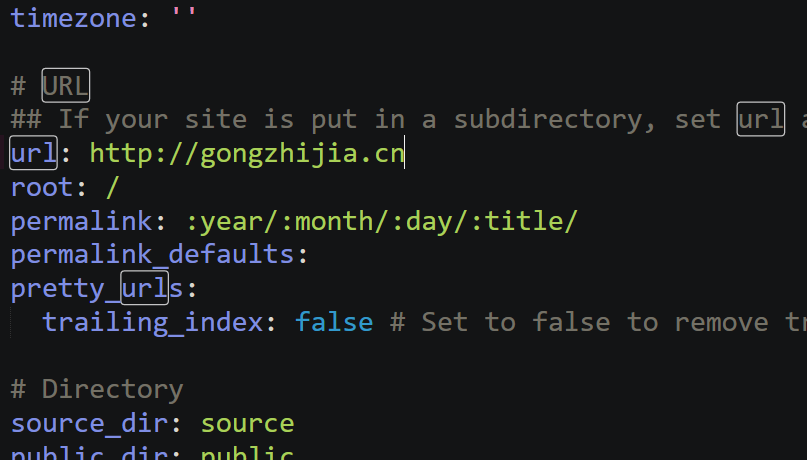 timezone: ''
# URL
## If your site is put in a subdirectory, set url
url: http://gongzhijia.cn
root: /
permalink: :year/:month/:day/:title/
permalink_defaults:
pretty_urls:
trailing_index: false # Set to false to remove
# Directory
source_dir: source
public_dir: public